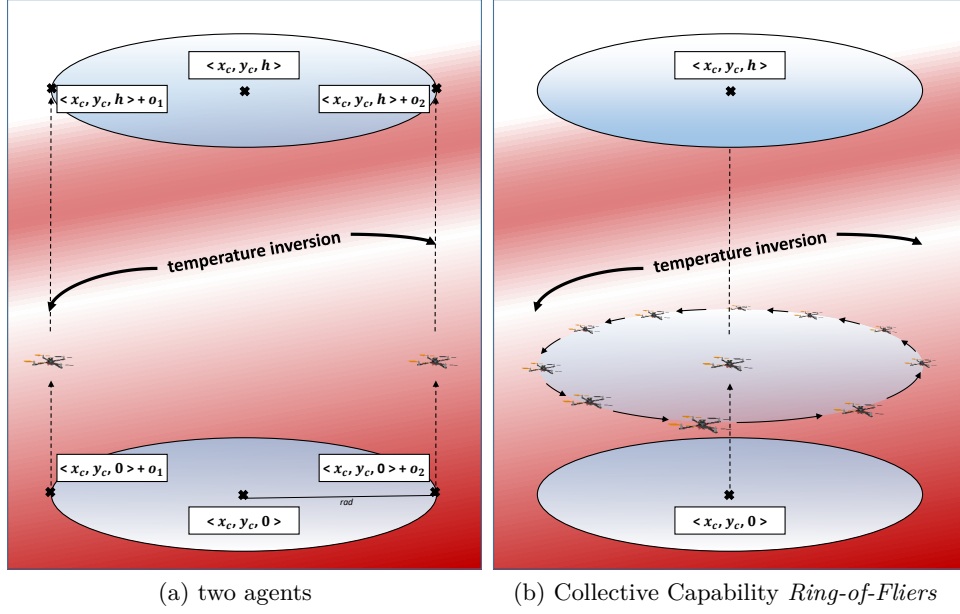 < x_c, y_c, h >
< x_c, y_c, h > + o_1
< x_c, y_c, h > + o_2
temperature inversion
< x_c, y_c, 0 > + o_1
< x_c, y_c, 0 > + o_2
rad
< x_c, y_c, 0 >
(a) two agents
< x_c, y_c, h >
temperature inversion
< x_c, y_c, 0 >
(b) Collective Capability Ring-of-Fliers